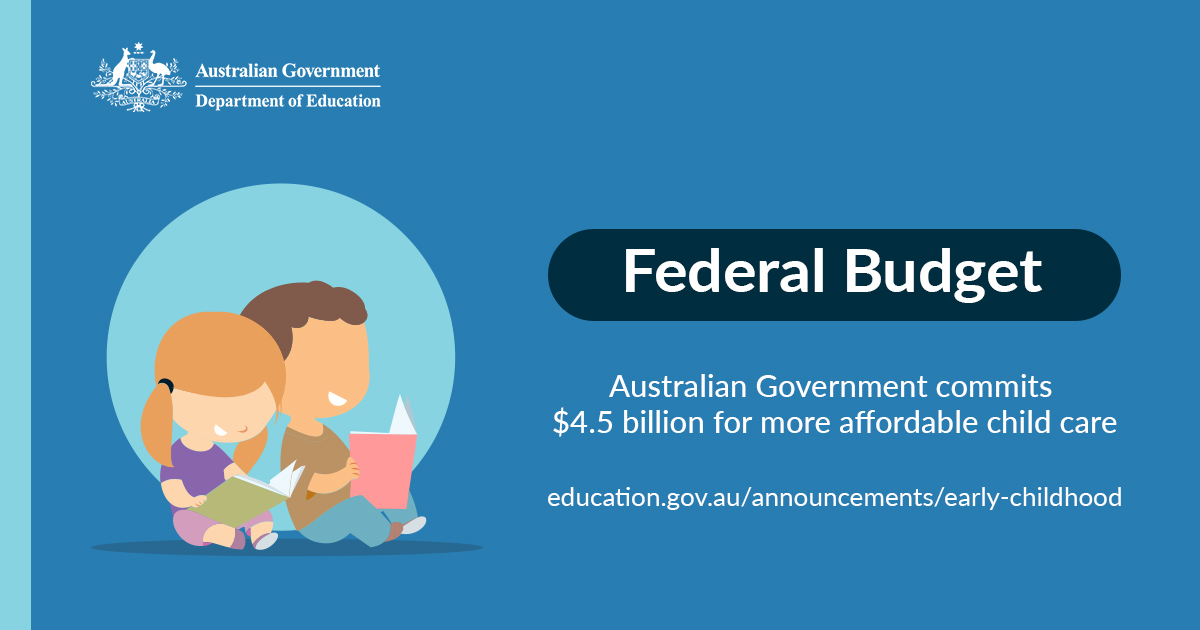 Australian Government
Department of Education
Federal Budget
Australian Government commits
$4.5 billion for more affordable child care
education.gov.au/announcements/early-childhood